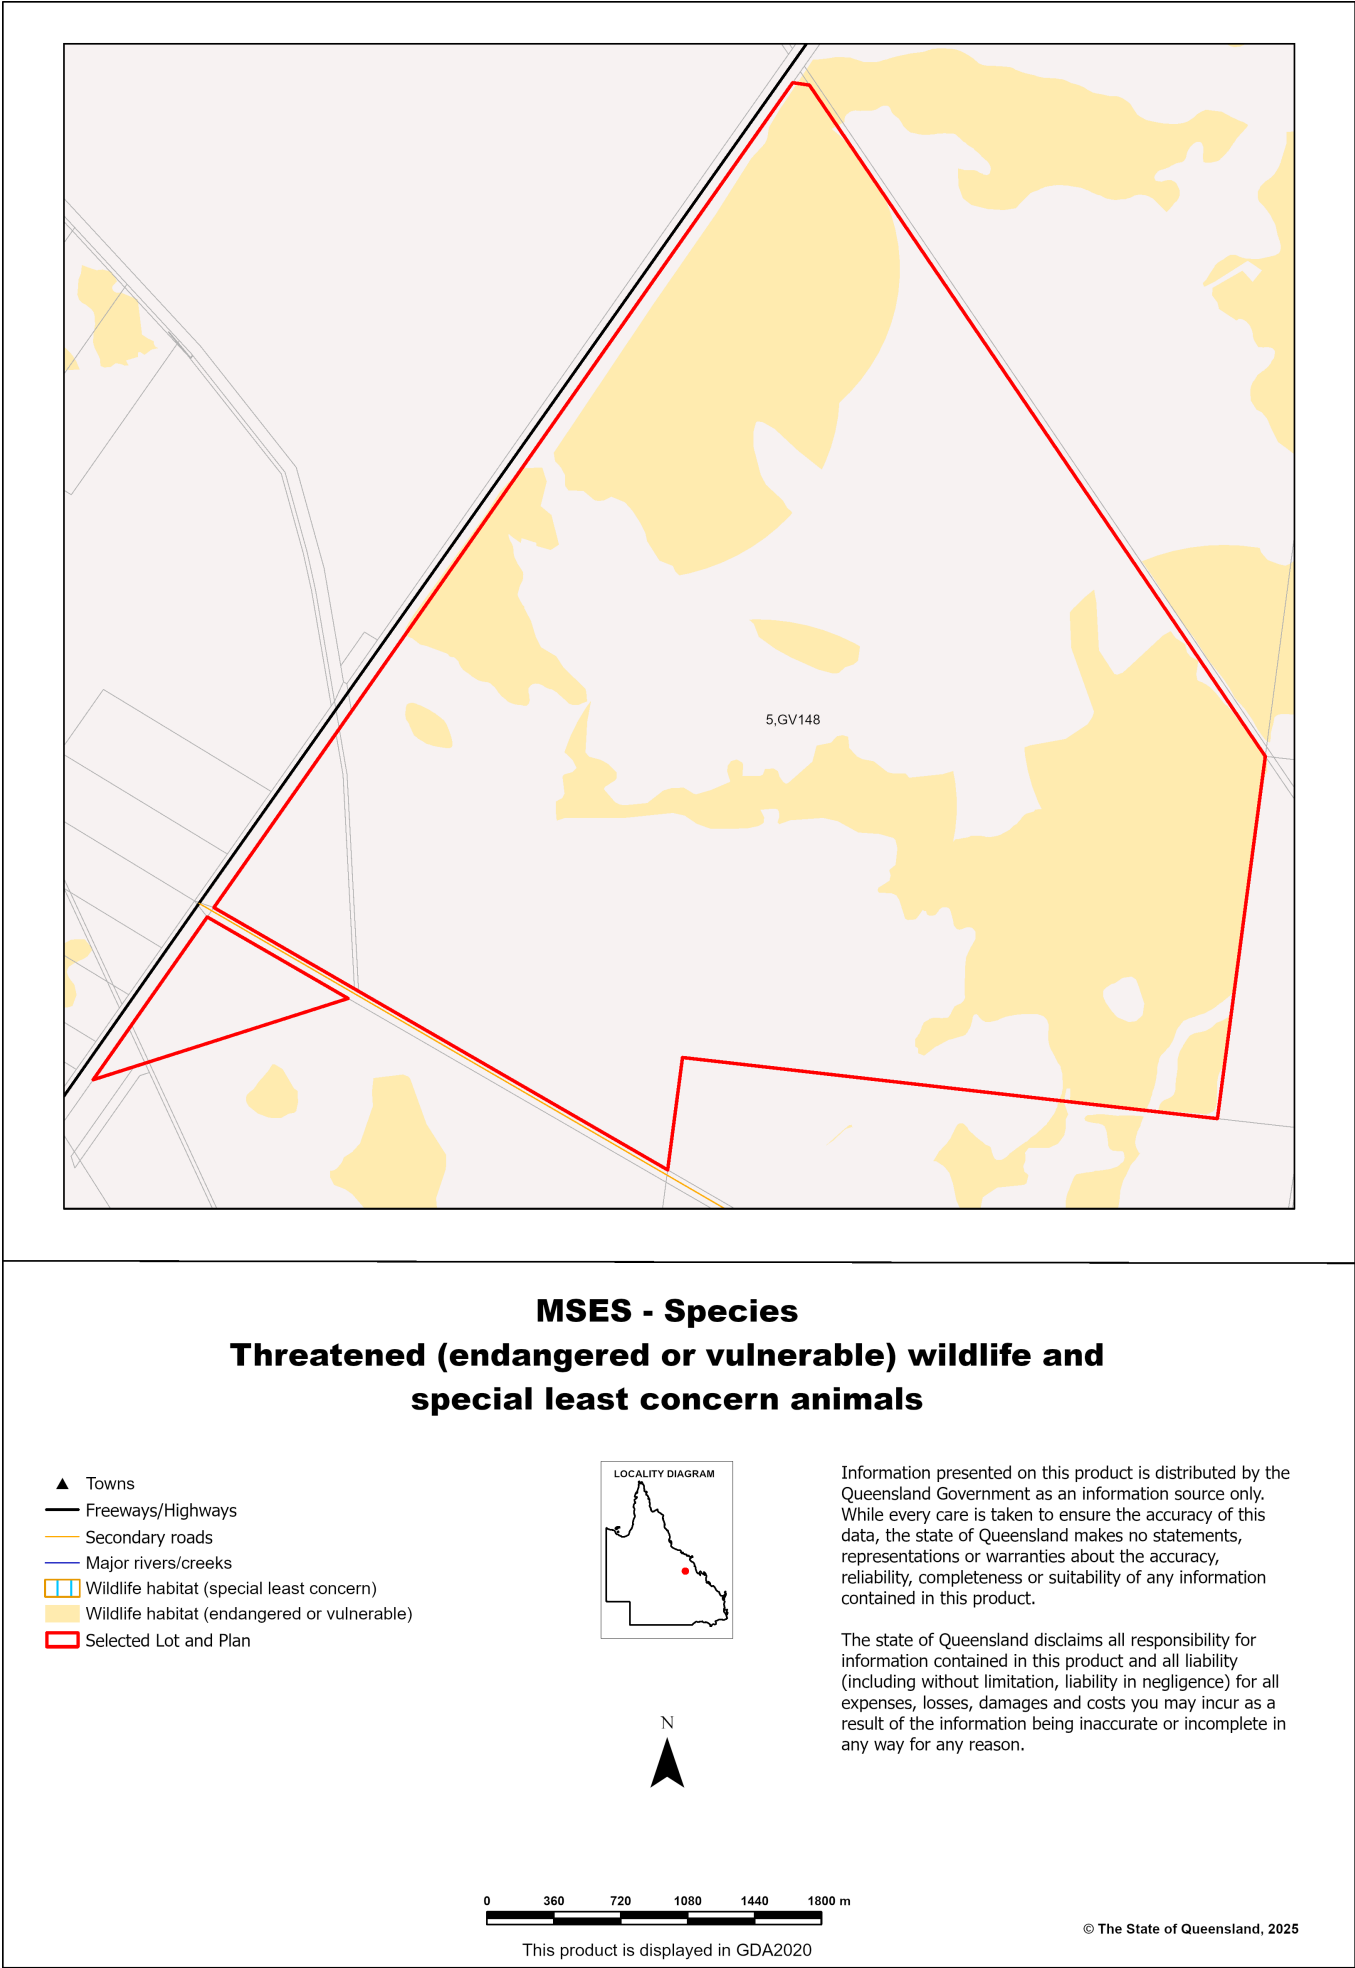 5,GV148
MSES - Species
Threatened (endangered or vulnerable) wildlife and
special least concern animals
Towns
Freeways/Highways
Secondary roads
Major rivers/creeks
Wildlife habitat (special least concern)
Wildlife habitat (endangered or vulnerable)
Selected Lot and Plan
LOCALITY DIAGRAM
N
Information presented on this product is distributed by the
Queensland Government as an information source only.
While every care is taken to ensure the accuracy of this
data, the state of Queensland makes no statements,
representations or warranties about the accuracy,
reliability, completeness or suitability of any information
contained in this product.
The state of Queensland disclaims all responsibility for
information contained in this product and all liability
(including without limitation, liability in negligence) for all
expenses, losses, damages and costs you may incur as a
result of the information being inaccurate or incomplete in
any way for any reason.
0 360 720 1080 1440 1800 m
This product is displayed in GDA2020
© The State of Queensland, 2025